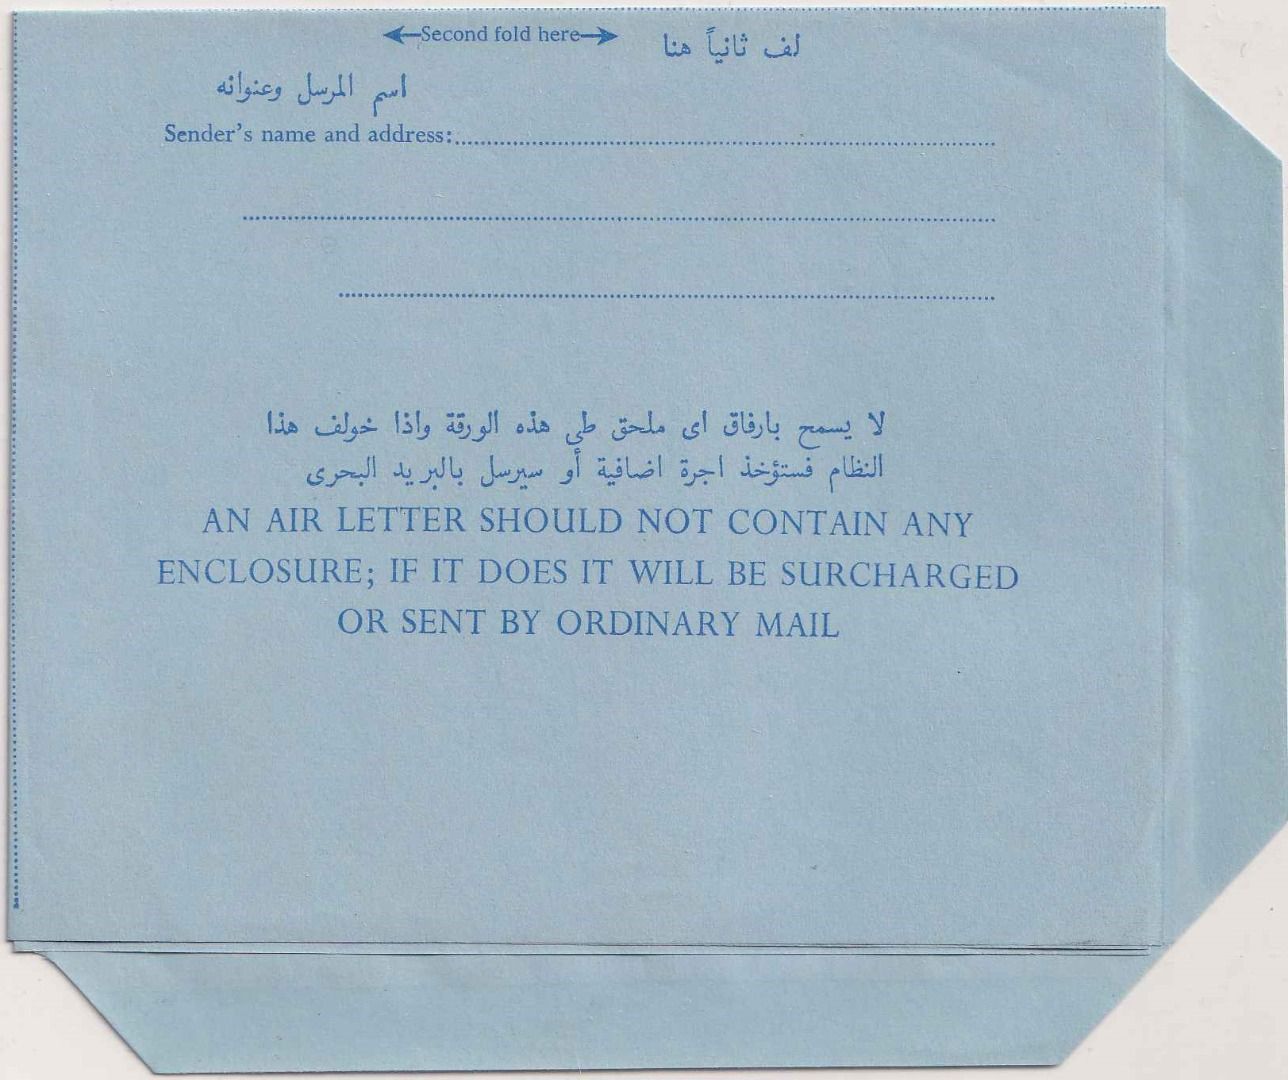 ←Second fold here→ لف ثانياً هنا
اسم المرسل وعنوانه
Sender's name and address:
لا يسمح بارفاق اى ملحق طي هذه الورقة واذا خولف هذا
النظام فستؤخذ اجرة اضافية أو سيرسل بالبريد البحرى
AN AIR LETTER SHOULD NOT CONTAIN ANY
ENCLOSURE; IF IT DOES IT WILL BE SURCHARGED
OR SENT BY ORDINARY MAIL